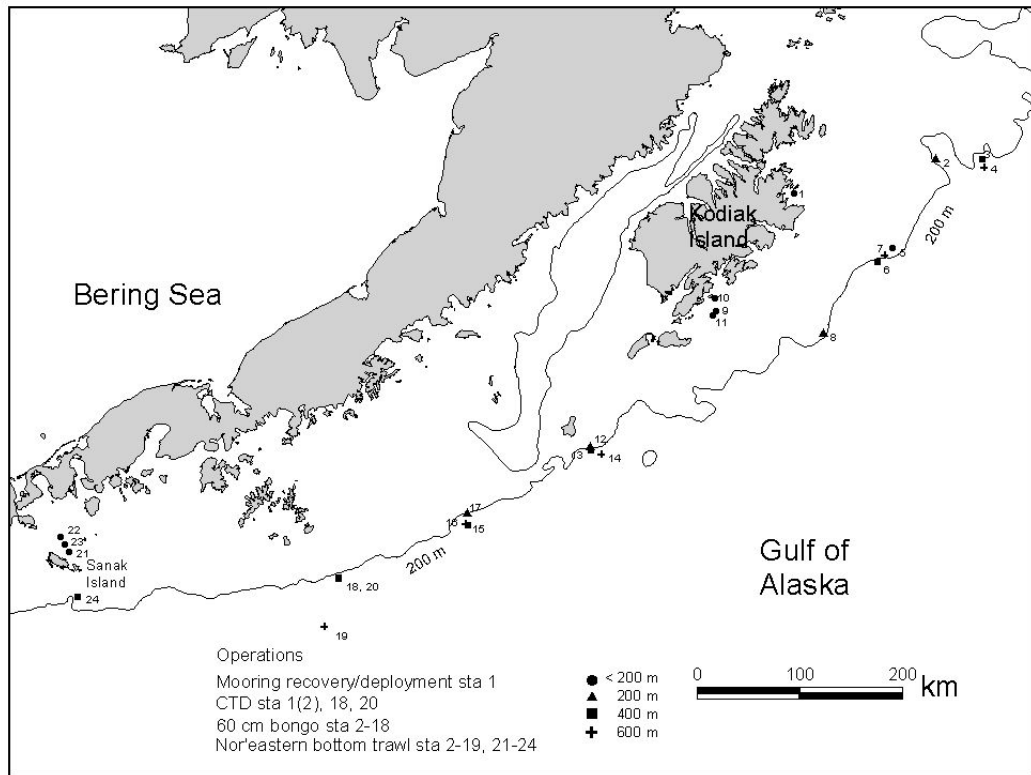 2
3
4
1
Kodiak
Island
200 m
7
5
6
Bering Sea
10
9
11
8
12
13
14
17
16
15
22
23
21
Sanak
Island
24
200 m
18, 20
19
Gulf of
Alaska
Operations
Mooring recovery/deployment sta 1
CTD sta 1(2), 18, 20
60 cm bongo sta 2-18
Nor'eastern bottom trawl sta 2-19, 21-24
< 200 m
200 m
400 m
600 m
0 100 200
km